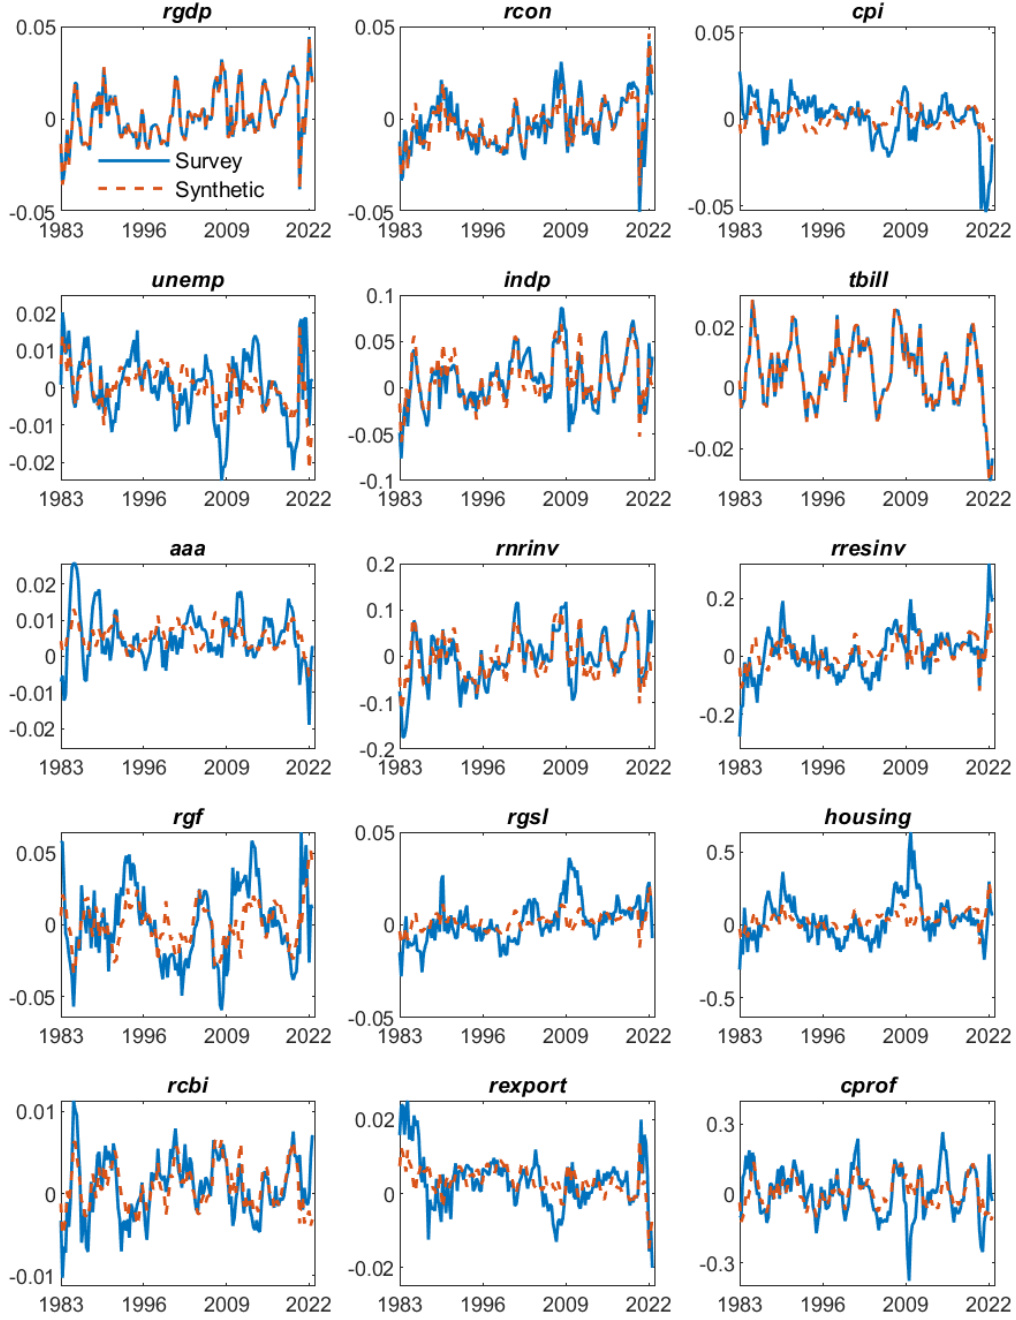 rgdp rcon cpi
0.05 0.05 0.05
0 0 0
Survey
Synthetic
-0.05 -0.05 -0.05
1983 1996 2009 2022 1983 1996 2009 2022 1983 1996 2009 2022
unemp indp tbill
0.02 0.1 0.02
0.01 0.05
0 0 0
-0.01 -0.05
-0.02 -0.1 -0.02
1983 1996 2009 2022 1983 1996 2009 2022 1983 1996 2009 2022
aaa rnrinv rresinv
0.02 0.2 0.2
0.01 0.1
0 0 0
-0.01 -0.1
-0.02 -0.2 -0.2
1983 1996 2009 2022 1983 1996 2009 2022 1983 1996 2009 2022
rgf rgsl housing
0.05 0.05 0.5
0 0 0
-0.05 -0.05 -0.5
1983 1996 2009 2022 1983 1996 2009 2022 1983 1996 2009 2022
rcbi rexport cprof
0.01 0.02 0.3
0 0 0
-0.01 -0.02 -0.3
1983 1996 2009 2022 1983 1996 2009 2022 1983 1996 2009 2022